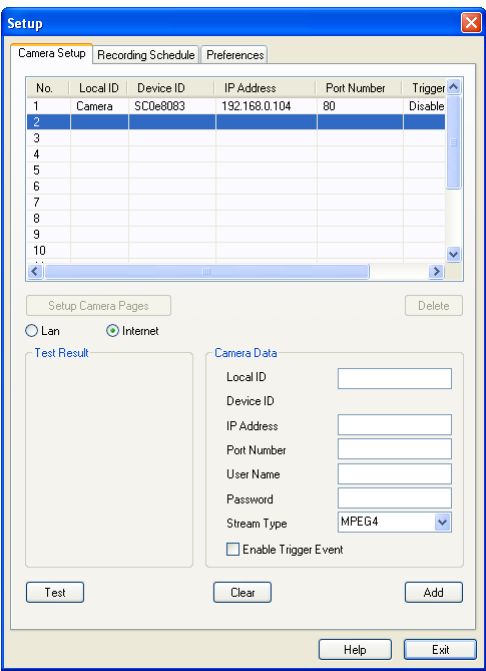 Setup
Camera Setup Recording Schedule Preferences
No. Local ID Device ID IP Address Port Number Trigger
1 Camera SC0e8083 192.168.0.104 80 Disable
2
3
4
5
6
7
8
9
10
Setup Camera Pages Delete
Lan Internet
Test Result Camera Data
Local ID
Device ID
IP Address
Port Number
User Name
Password
Stream Type MPEG4
Enable Trigger Event
Test Clear Add
Help Exit